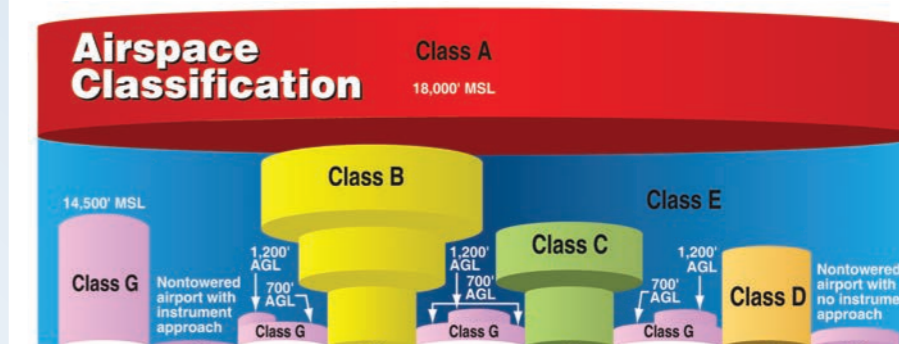 Airspace
Classification
Class A
18,000' MSL
Class B
Class E
14,500' MSL
Class C
1,200'
AGL
1,200'
AGL
1,200'
AGL
Class G
Nontowered
airport with
instrument
approach
700'
AGL
700'
AGL
700'
AGL
Class D
Nontowered
airport with
no instrume
approach
Class G
Class G
Class G